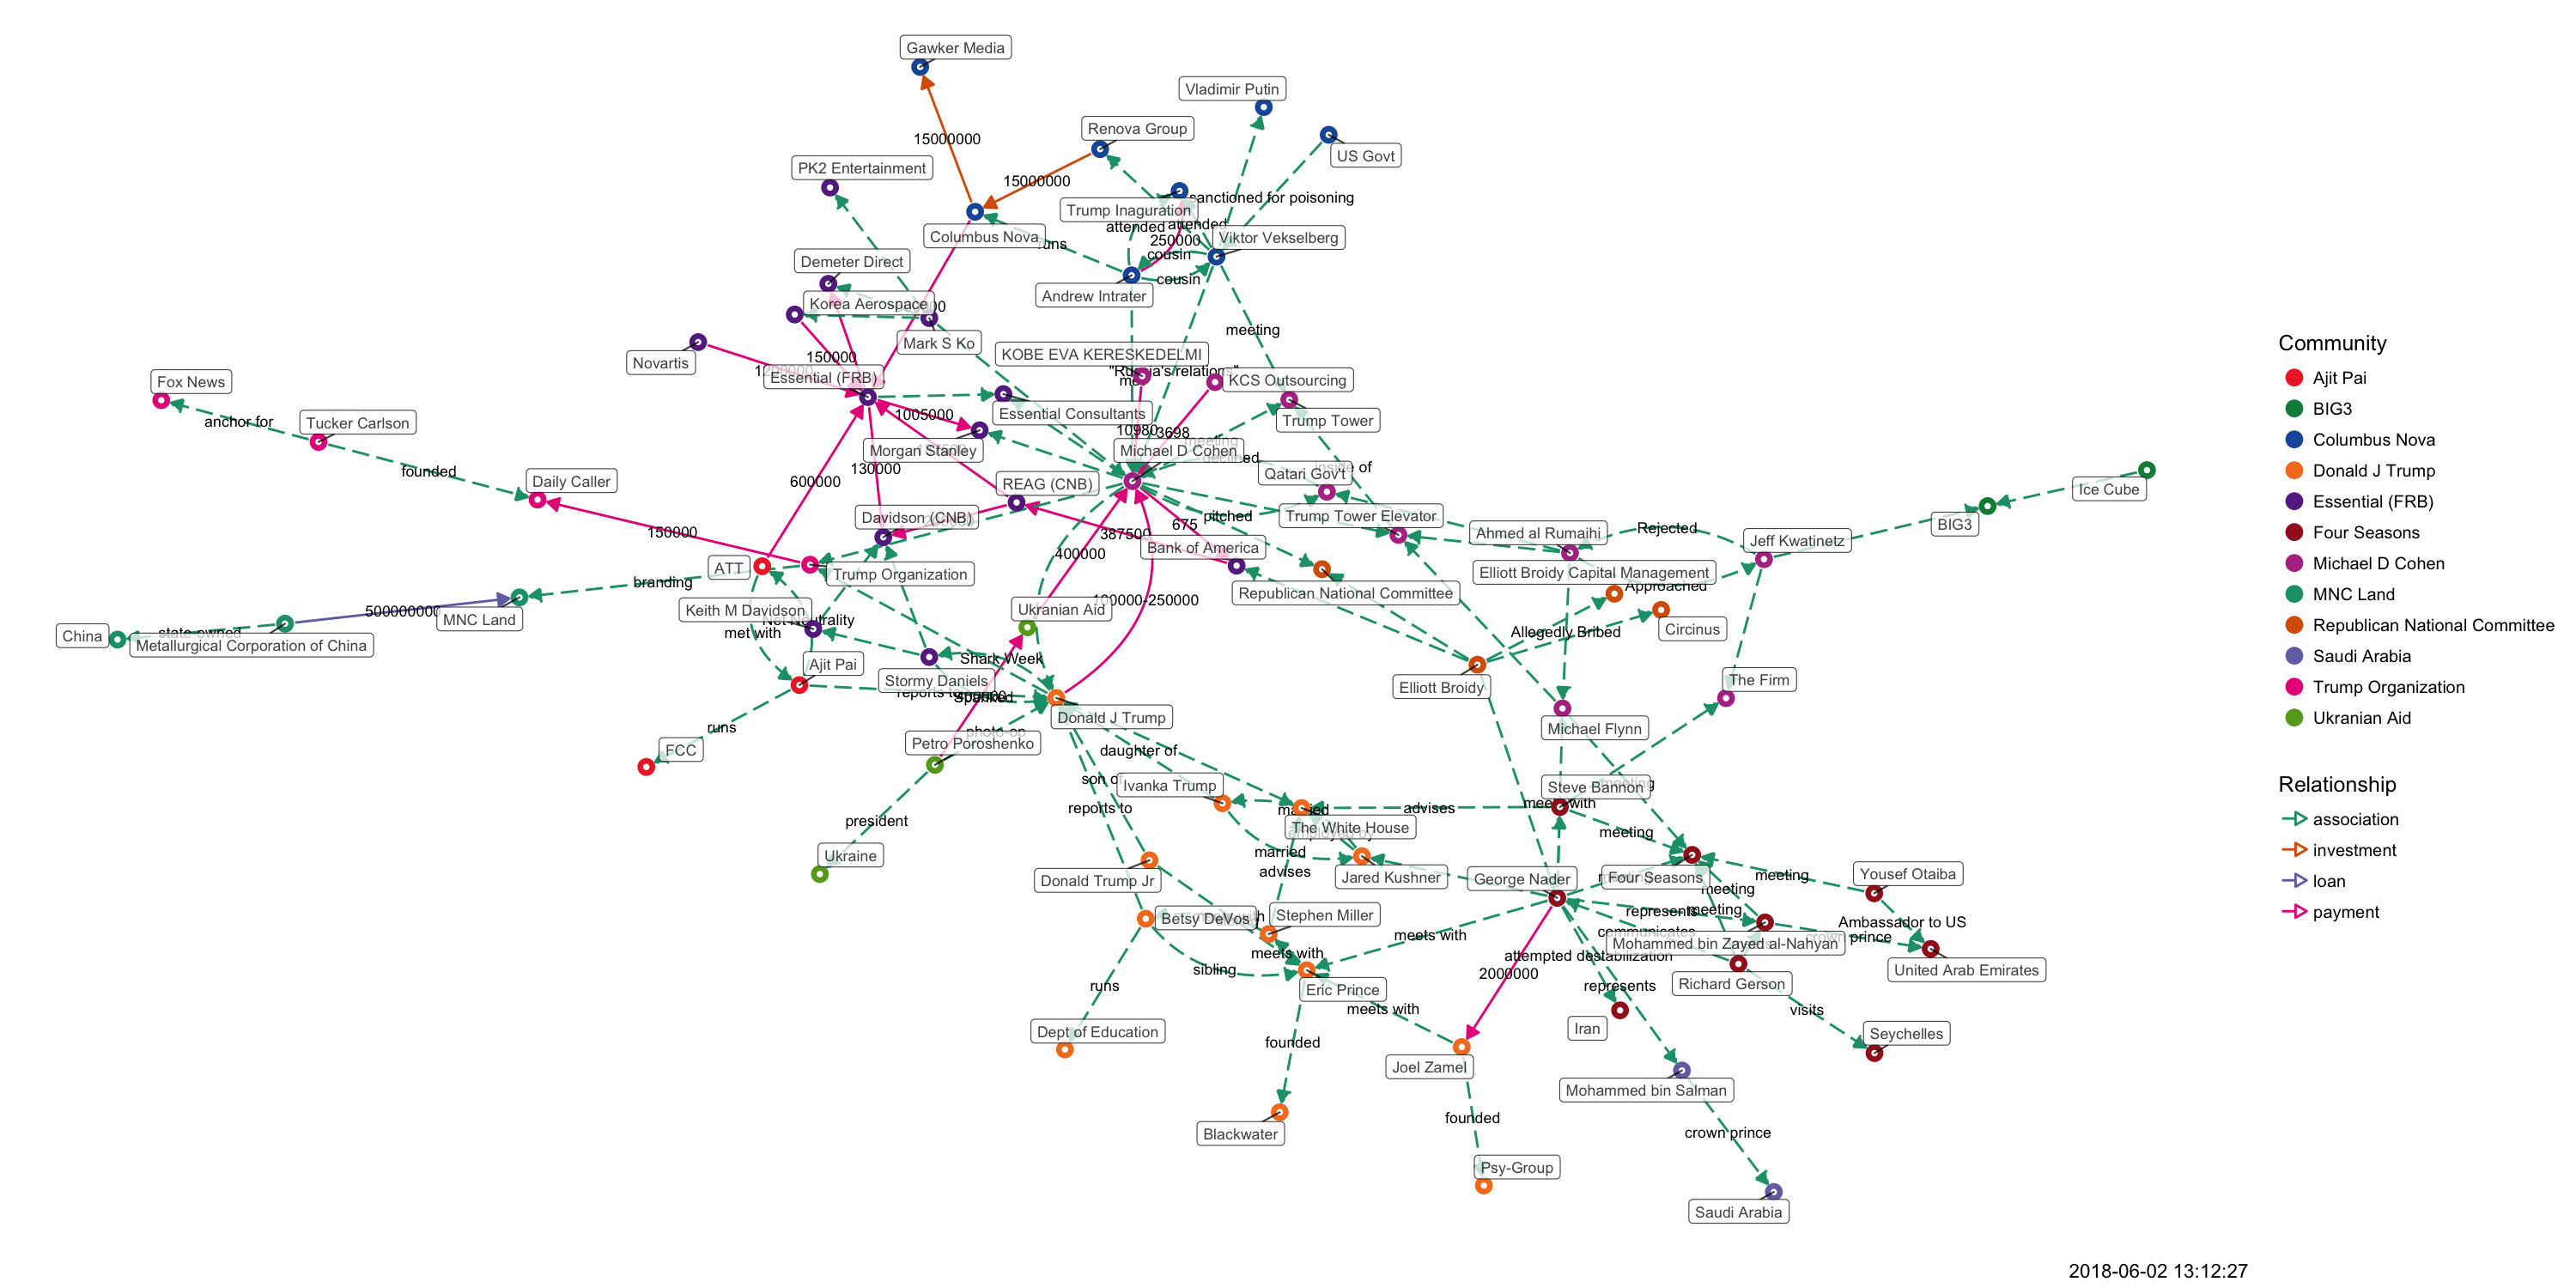 Gawker Media
Vladimir Putin
Renova Group
15000000
US Govt
PK2 Entertainment
15000000
sanctioned for poisoning
Trump Inaguration
attended
attended
Columbus Nova
runs
250000
Viktor Vekselberg
cousin
Demeter Direct
cousin
Andrew Intrater
Korea Aerospace
meeting
Mark S Ko
KOBE EVA KERESKEDELMI
Novartis
150000
Essential (FRB)
"Russia's relations"
KCS Outsourcing
Fox News
anchor for
Tucker Carlson
1005000
Essential Consultants
Trump Tower
10980
3698
meeting
Morgan Stanley
Michael D Cohen
declined
130000
inside of
founded
Daily Caller
600000
REAG (CNB)
Qatari Gov't
Ice Cube
Davidson (CNB)
pitched
Trump Tower Elevator
675
BIG3
150000
387500
Ahmed al Rumaihi
Rejected
Jeff Kwatinetz
400000
Bank of America
ATT
Trump Organization
branding
Elliott Broidy Capital Management
Approached
Republican National Committee
100000-250000
500000000
MNC Land
Keith M Davidson
Net Neutrality
Ukranian Aid
China
state-owned
Metallurgical Corporation of China
met with
Allegedly Bribed
Circinus
Ajit Pai
Shark Week
Stormy Daniels
reports to
Spanked
Elliott Broidy
The Firm
runs
FCC
Donald J Trump
Michael Flynn
photo-op
Petro Poroshenko
daughter of
son of
Ivanka Trump
Steve Bannon
meeting
reports to
married
advises
meets with
president
The White House
employed by
meeting
Ukraine
married
advises
Donald Trump Jr
Jared Kushner
George Nader
Four Seasons
meeting
Yousef Otaiba
meeting
Betsy DeVos
Stephen Miller
represents
meeting
Ambassador to US
meets with
communicates
Mohammed bin Zayed al-Nahyan
crown prince
meets with
attempted destabilization
sibling
2000000
United Arab Emirates
Eric Prince
runs
represents
Richard Gerson
meets with
visits
Dept of Education
Iran
Seychelles
founded
Joel Zamel
Mohammed bin Salman
founded
Blackwater
crown prince
Psy-Group
Saudi Arabia
Community
Ajit Pai
BIG3
Columbus Nova
Donald J Trump
Essential (FRB)
Four Seasons
Michael D Cohen
MNC Land
Republican National Committee
Saudi Arabia
Trump Organization
Ukranian Aid
Relationship
association
investment
loan
payment
2018-06-02 13:12:27